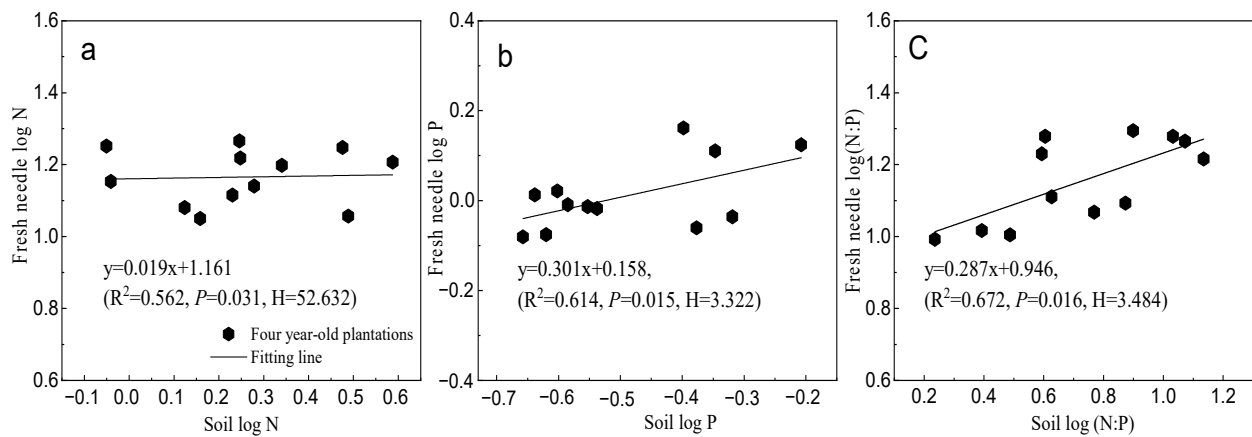 a
Fresh needle log N
1.6
1.4
1.2
1.0
0.8
0.6
y=0.019x+1.161
(R²=0.562, P=0.031, H=52.632)
Four year-old plantations
Fitting line
−0.1 0.0 0.1 0.2 0.3 0.4 0.5 0.6
Soil log N
b
Fresh needle log P
0.4
0.2
0.0
−0.2
−0.4
y=0.301x+0.158,
(R²=0.614, P=0.015, H=3.322)
−0.7 −0.6 −0.5 −0.4 −0.3 −0.2
Soil log P
C
Fresh needle log(N:P)
1.6
1.4
1.2
1.0
0.8
0.6
y=0.287x+0.946,
(R²=0.672, P=0.016, H=3.484)
0.2 0.4 0.6 0.8 1.0 1.2
Soil log (N:P)